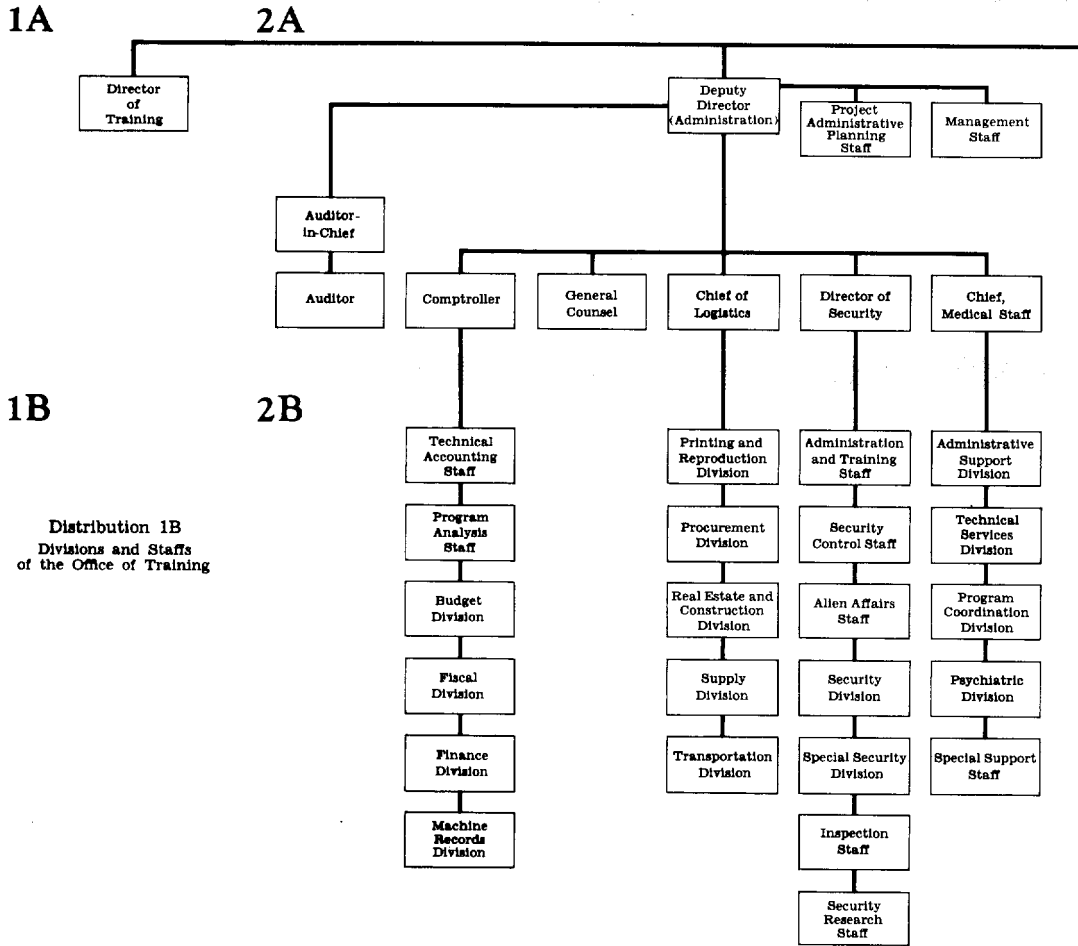 1A
2A
Director
of
Training
Deputy
Director
(Administration)
Project
Administrative
Planning
Staff
Management
Staff
Auditor-
in-Chief
Auditor
Comptroller
General
Counsel
Chief of
Logistics
Director of
Security
Chief,
Medical Staff
1B
2B
Distribution 1B
Divisions and Staffs
of the Office of Training
Technical
Accounting
Staff
Program
Analysis
Staff
Budget
Division
Fiscal
Division
Finance
Division
Machine
Records
Division
Printing and
Reproduction
Division
Procurement
Division
Real Estate and
Construction
Division
Supply
Division
Transportation
Division
Administration
and Training
Staff
Security
Control Staff
Alien Affairs
Staff
Security
Division
Special Security
Division
Inspection
Staff
Security
Research
Staff
Administrative
Support
Division
Technical
Services
Division
Program
Coordination
Division
Psychiatric
Division
Special Support
Staff